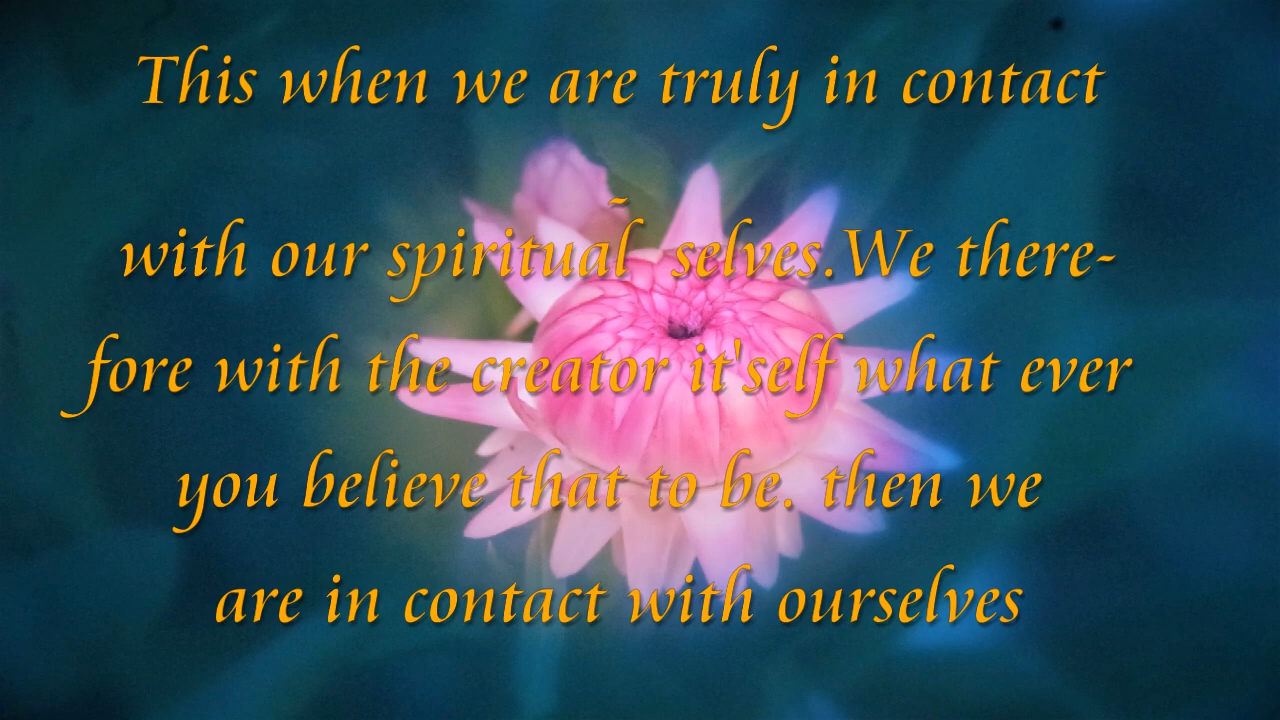 This when we are truly in contact
with our spiritual - selves.We there-
fore with the creator it'self what ever
you believe that to be. then we
are in contact with ourselves